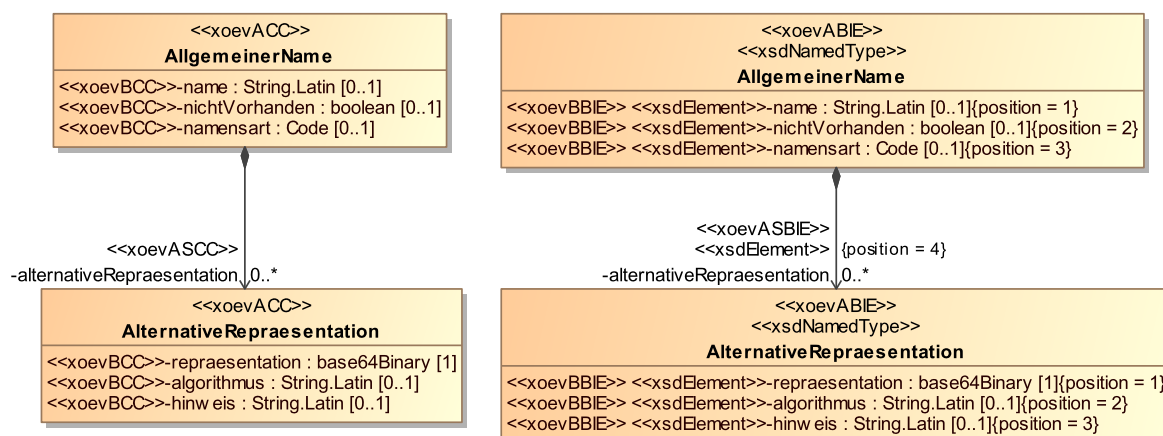 <<xoevACC>>
AllgemeinerName
<<xoevBCC>>-name : String.Latin [0..1]
<<xoevBCC>>-nichtVorhanden : boolean [0..1]
<<xoevBCC>>-namensart : Code [0..1]
<<xoevASCC>>
-alternativeRepraesentation 0..*
<<xoevACC>>
AlternativeRepraesentation
<<xoevBCC>>-repraesentation : base64Binary [1]
<<xoevBCC>>-algorithmus : String.Latin [0..1]
<<xoevBCC>>-hinweis : String.Latin [0..1]
<<xoevABIE>>
<<xsdNamedType>>
AllgemeinerName
<<xoevBBIE>> <<xsdElement>>-name : String.Latin [0..1]{position = 1}
<<xoevBBIE>> <<xsdElement>>-nichtVorhanden : boolean [0..1]{position = 2}
<<xoevBBIE>> <<xsdElement>>-namensart : Code [0..1]{position = 3}
<<xoevASBIE>>
<<xsdElement>> {position = 4}
-alternativeRepraesentation 0..*
<<xoevABIE>>
<<xsdNamedType>>
AlternativeRepraesentation
<<xoevBBIE>> <<xsdElement>>-repraesentation : base64Binary [1]{position = 1}
<<xoevBBIE>> <<xsdElement>>-algorithmus : String.Latin [0..1]{position = 2}
<<xoevBBIE>> <<xsdElement>>-hinweis : String.Latin [0..1]{position = 3}